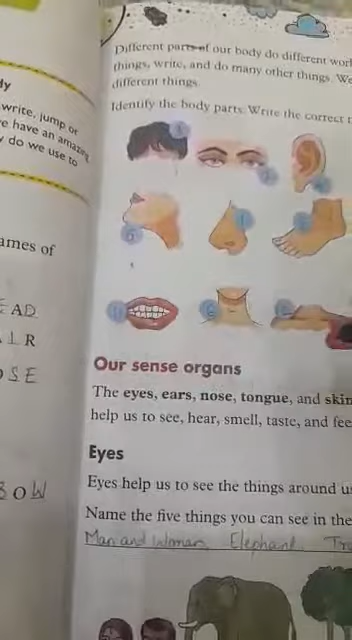 dy
write, jump or
e have an amazing
do we use to
ames of
EAD
I R
O S E
B O W
Different parts of our body do different
things, write, and do many other things. We
different things.
Identify the body parts. Write the correct
Our sense organs
The eyes, ears, nose, tongue, and skin
help us to see, hear, smell, taste, and
Eyes
Eyes help us to see the things around
Name the five things you can see in the
Man and Woman, Elephant,